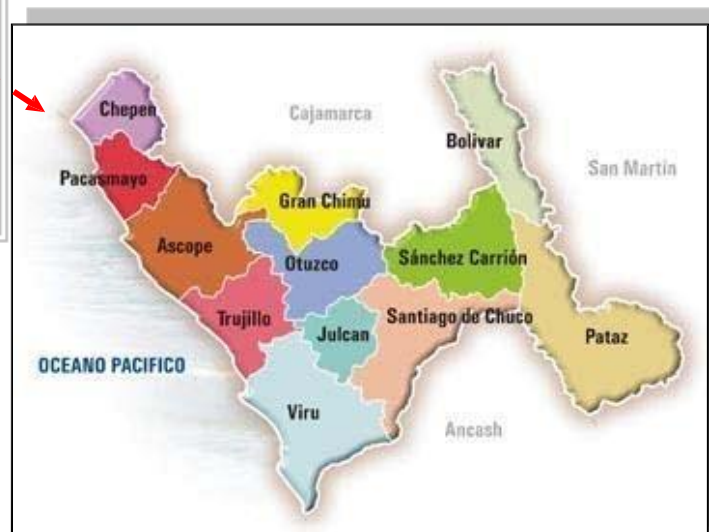 Chepen
Cajamarca
Bolivar
San Martin
Pacasmayo
Gran Chimu
Ascope
Otuzco
Sánchez Carrión
Trujillo
Julcan
Santiago de Chuco
Pataz
OCEANO PACIFICO
Viru
Ancash